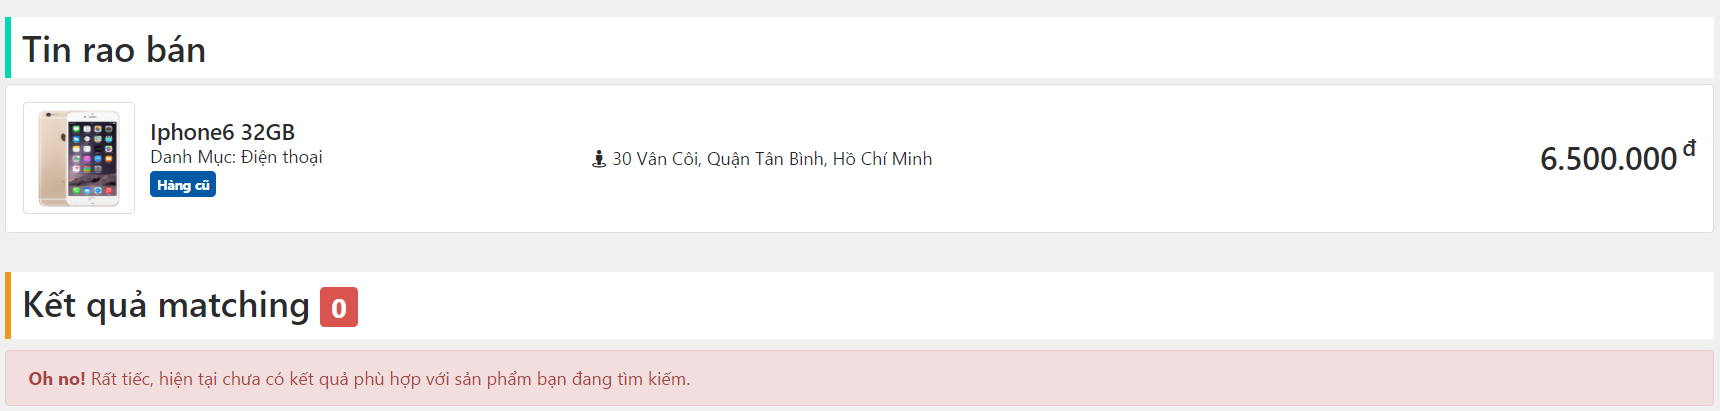 Tin rao bán
Iphone6 32GB
Danh Mục: Điện thoại
Hàng cũ
30 Vân Côi, Quận Tân Bình, Hồ Chí Minh
6.500.000 đ
Kết quả matching 0
Oh no! Rất tiếc, hiện tại chưa có kết quả phù hợp với sản phẩm bạn đang tìm kiếm.